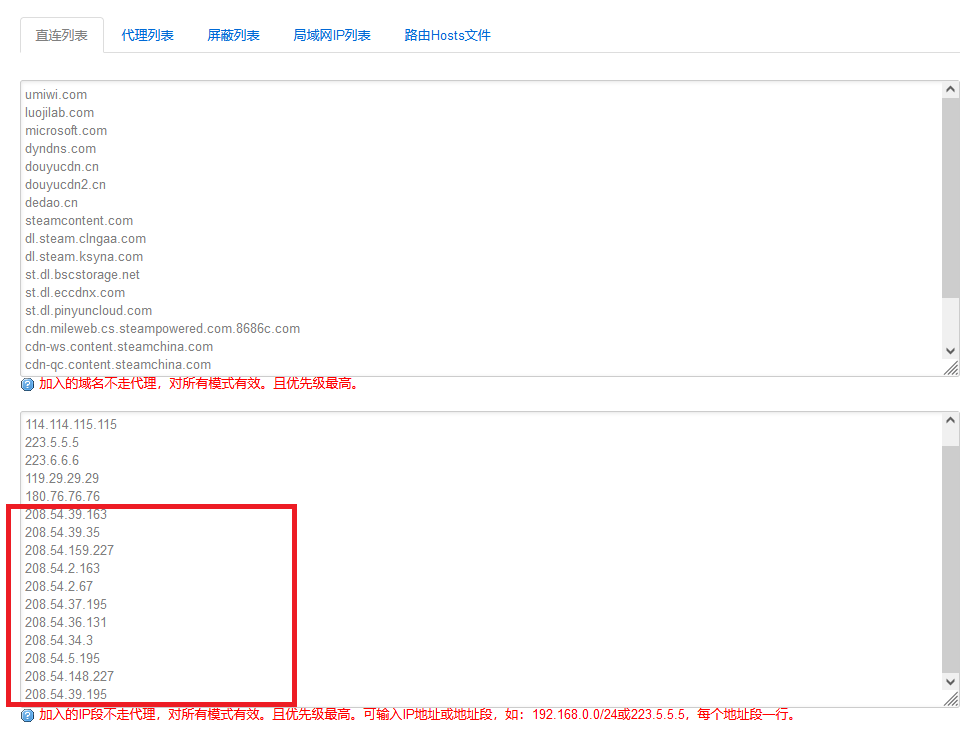 直连列表 代理列表 屏蔽列表 局域网IP列表 路由Hosts文件
umiwi.com
luojilab.com
microsoft.com
dyndns.com
douyucdn.cn
douyucdn2.cn
dedao.cn
steamcontent.com
dl.steam.clngaa.com
dl.steam.ksyna.com
st.dl.bscstorage.net
st.dl.eccdnx.com
st.dl.pinyuncloud.com
cdn.mileweb.cs.steampowered.com.8686c.com
cdn-ws.content.steamchina.com
cdn-qc.content.steamchina.com
加入的域名不走代理，对所有模式有效。且优先级最高。
114.114.115.115
223.5.5.5
223.6.6.6
119.29.29.29
180.76.76.76
208.54.39.163
208.54.39.35
208.54.159.227
208.54.2.163
208.54.2.67
208.54.37.195
208.54.36.131
208.54.34.3
208.54.5.195
208.54.148.227
208.54.39.195
加入的IP段不走代理，对所有模式有效。且优先级最高。可输入IP地址或地址段，如：192.168.0.0/24或223.5.5.5，每个地址段一行。